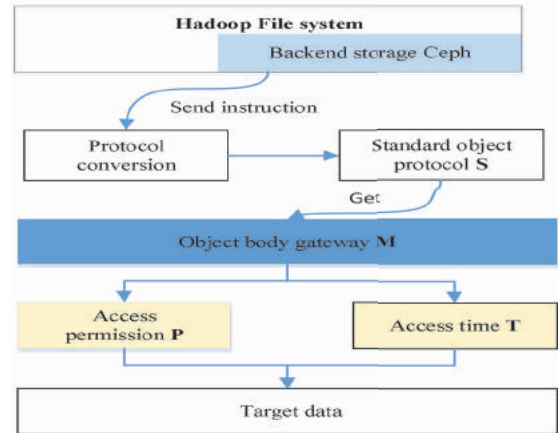 Hadoop File system
Backend storage Ceph
Send instruction
Protocol
conversion
Standard object
protocol S
Get
Object body gateway M
Access
permission P
Access time T
Target data